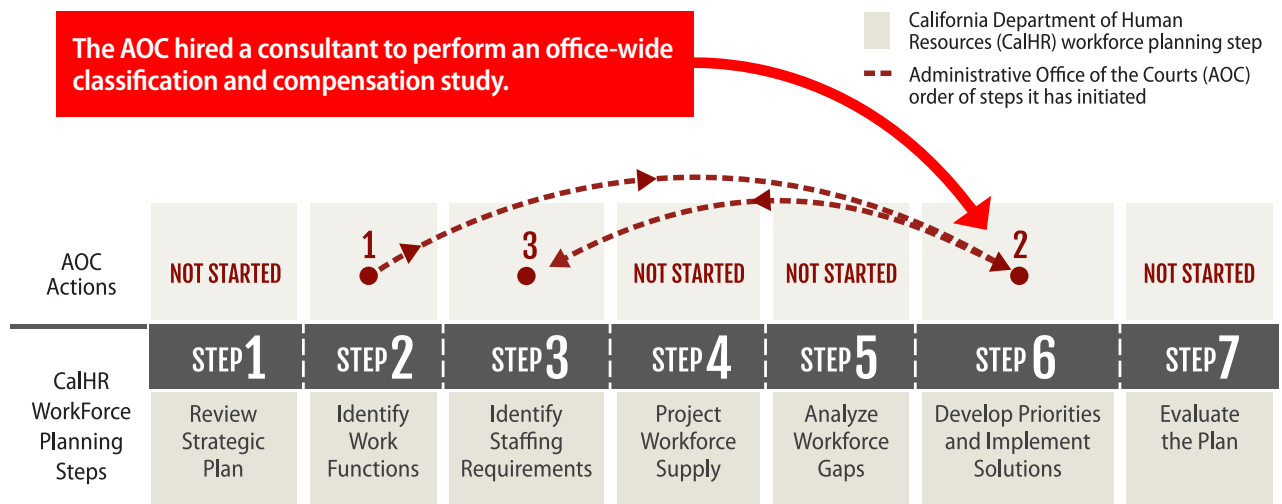 The AOC hired a consultant to perform an office-wide
classification and compensation study.
California Department of Human
Resources (CalHR) workforce planning step
Administrative Office of the Courts (AOC)
order of steps it has initiated
AOC
Actions
NOT STARTED
1
3
NOT STARTED
NOT STARTED
2
NOT STARTED
CalHR
WorkForce
Planning
Steps
STEP 1
STEP 2
STEP 3
STEP 4
STEP 5
STEP 6
STEP 7
Review
Strategic
Plan
Identify
Work
Functions
Identify
Staffing
Requirements
Project
Workforce
Supply
Analyze
Workforce
Gaps
Develop Priorities
and Implement
Solutions
Evaluate
the Plan